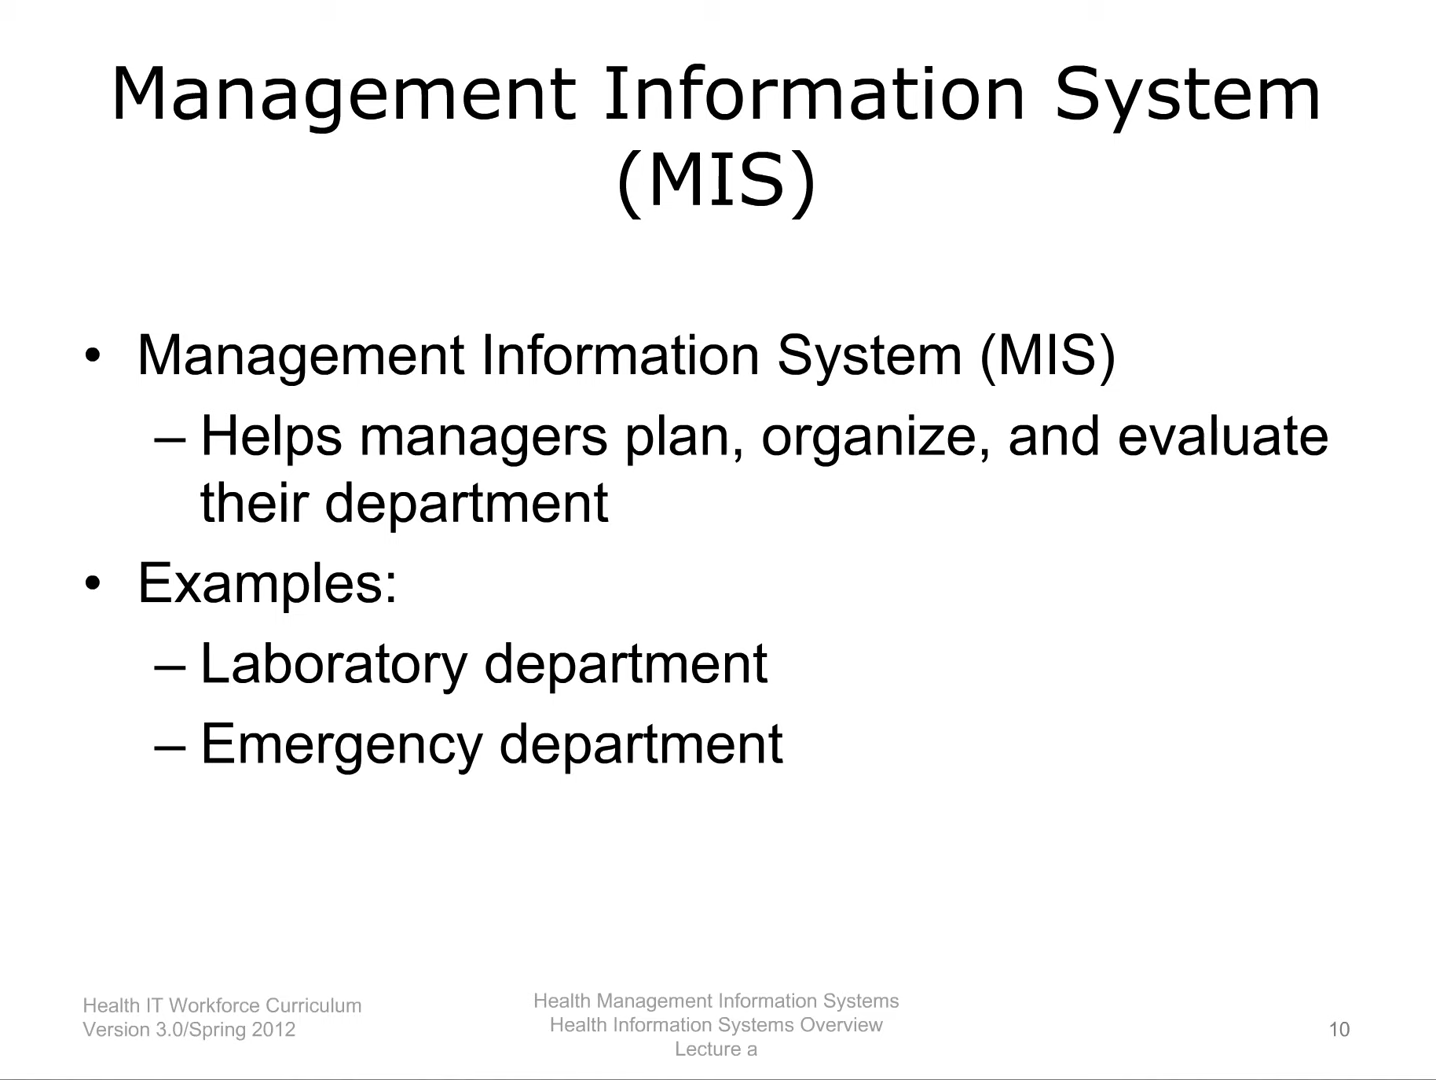 Management Information System
(MIS)
• Management Information System (MIS)
– Helps managers plan, organize, and evaluate
their department
• Examples:
– Laboratory department
– Emergency department
Health IT Workforce Curriculum
Version 3.0/Spring 2012
Health Management Information Systems
Health Information Systems Overview
Lecture a
10